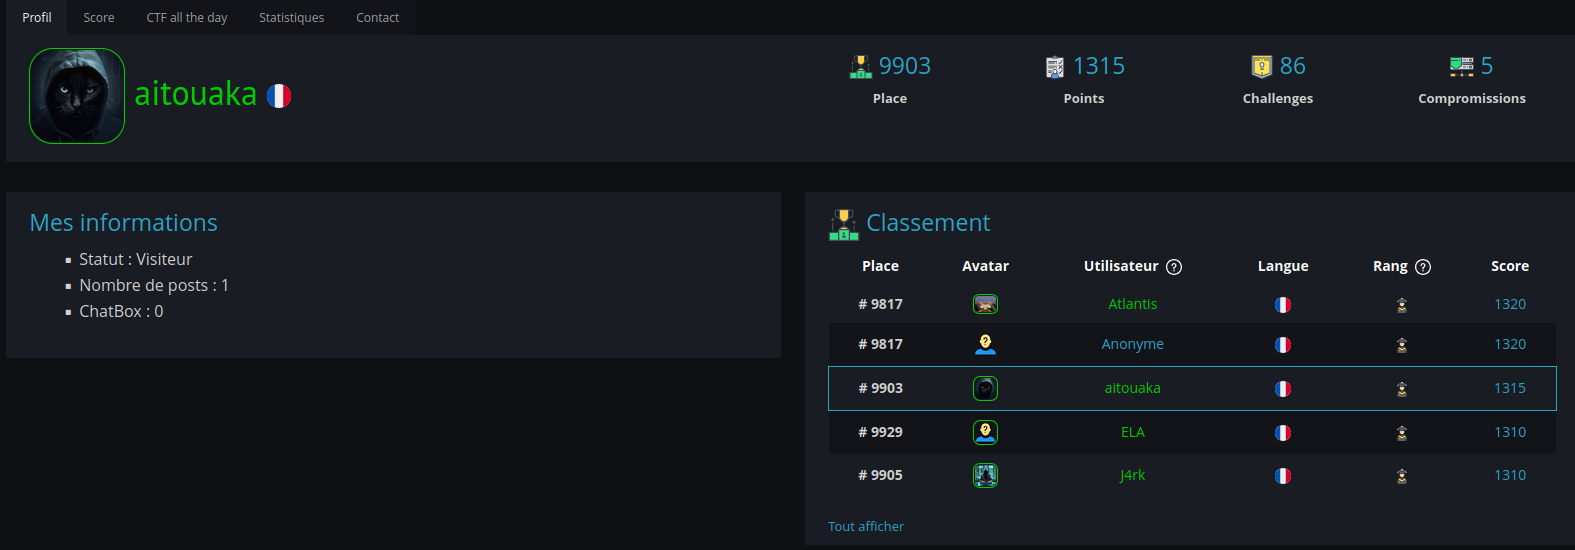 Profil Score CTF all the day Statistiques Contact
aitouaka
9903 1315 86 5
Place Points Challenges Compromissions
Mes informations
Statut : Visiteur
Nombre de posts : 1
ChatBox : 0
Classement
Place Avatar Utilisateur ? Langue Rang ? Score
# 9817 Atlantis 1320
# 9817 Anonyme 1320
# 9903 aitouaka 1315
# 9929 ELA 1310
# 9905 J4rk 1310
Tout afficher